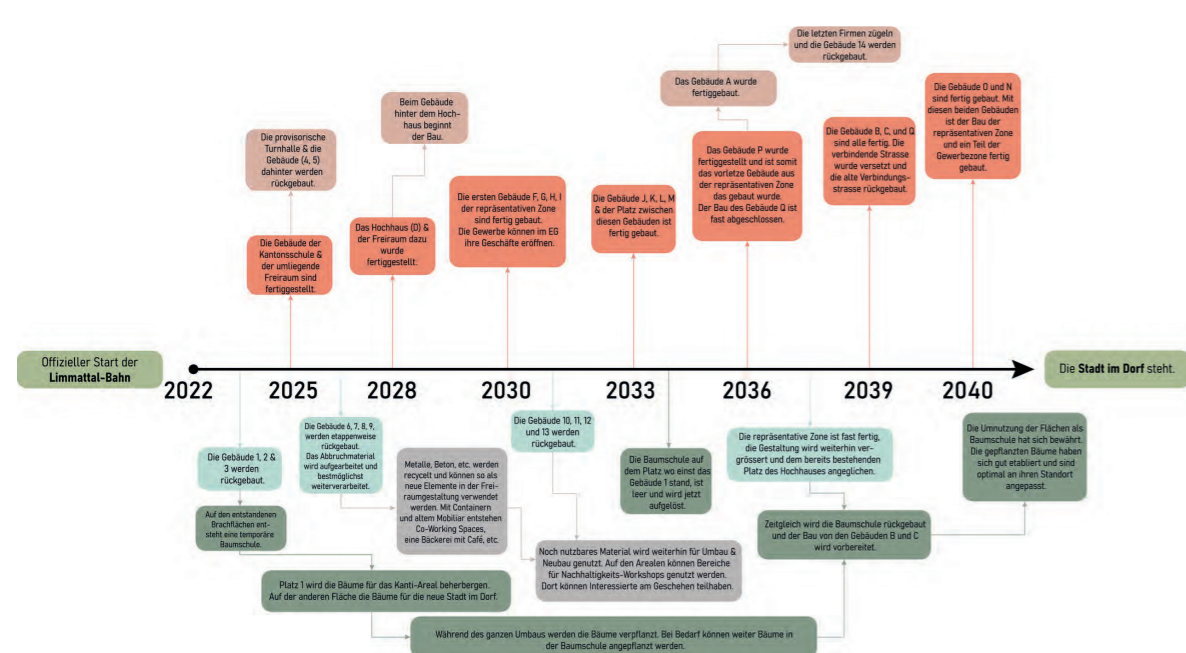 Die letzten Firmen zügeln
und die Gebäude 14 werden
rückgebaut.
Das Gebäude A wurde
fertiggebaut.
Beim Gebäude
hinter dem Hoch-
haus beginnt
der Bau.
Die provisorische
Turnhalle & die
Gebäude (4, 5)
dahinter werden
rückgebaut.
Die Gebäude der
Kantonsschule &
der umliegende
Freiraum sind
fertiggestellt.
Das Hochhaus (D) &
der Freiraum dazu
wurde
fertiggestellt.
Die ersten Gebäude F, G, H, I
der repräsentativen Zone
sind fertig gebaut.
Die Gewerbe können im EG
ihre Geschäfte eröffnen.
Die Gebäude J, K, L, M
& der Platz zwischen
diesen Gebäuden ist
fertig gebaut.
Das Gebäude P wurde
fertiggestellt und ist somit
das vorletze Gebäude aus
der repräsentativen Zone
das gebaut wurde.
Der Bau des Gebäude Q ist
fast abgeschlossen.
Die Gebäude B, C, und Q
sind alle fertig. Die
verbindende Strasse
wurde versetzt und
die alte Verbindungs-
strasse rückgebaut.
Die Gebäude O und N
sind fertig gebaut. Mit
diesen beiden Gebäuden
ist der Bau der
repräsentativen Zone
und ein Teil der
Gewerbezone fertig
gebaut.
Offizieller Start der
Limmattal-Bahn
Die Stadt im Dorf steht.
2022 2025 2028 2030 2033 2036 2039 2040
Die Gebäude 1, 2 &
3 werden
rückgebaut.
Auf den entstandenen
Brachflächen ent-
steht eine temporäre
Baumschule.
Die Gebäude 6, 7, 8, 9,
werden etappenweise
rückgebaut.
Das Abbruchmaterial
wird aufgearbeitet und
bestmöglichst
weiterverarbeitet.
Metalle, Beton, etc. werden
recycelt und können so als
neue Elemente in der Frei-
raumgestaltung verwendet
werden. Mit Containern
und altem Mobiliar entstehen
Co-Working Spaces,
eine Bäckerei mit Café, etc.
Die Gebäude 10, 11, 12
und 13 werden
rückgebaut.
Noch nutzbares Material wird weiterhin für Umbau &
Neubau genutzt. Auf den Arealen können Bereiche
für Nachhaltigkeits-Workshops genutzt werden.
Dort können Interessierte am Geschehen teilhaben.
Die Baumschule auf
dem Platz wo einst das
Gebäude 1 stand, ist
leer und wird jetzt
aufgelöst.
Die repräsentative Zone ist fast fertig,
die Gestaltung wird weiterhin ver-
grössert und dem bereits bestehenden
Platz des Hochhauses angeglichen.
Zeitgleich wird die Baumschule rückgebaut
und der Bau von den Gebäuden B und C
wird vorbereitet.
Die Umnutzung der Flächen als
Baumschule hat sich bewährt.
Die gepflanzten Bäume haben
sich gut etabliert und sind
optimal an ihren Standort
angepasst.
Platz 1 wird die Bäume für das Kanti-Areal beherbergen.
Auf der anderen Fläche die Bäume für die neue Stadt im Dorf.
Während des ganzen Umbaus werden die Bäume verpflanzt. Bei Bedarf können weiter Bäume in
der Baumschule angepflanzt werden.